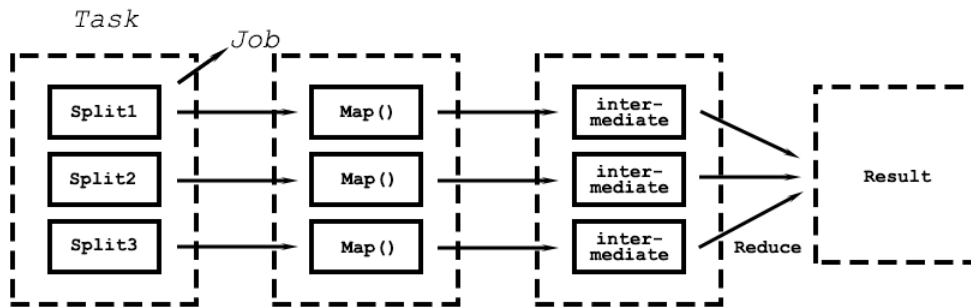 Task
Job
Split1
Map()
inter-
mediate
Split2
Map()
inter-
mediate
Result
Split3
Map()
inter-
mediate
Reduce